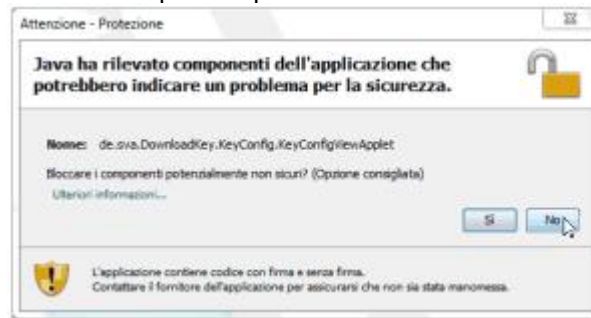 Attenzione - Protezione
Java ha rilevato componenti dell'applicazione che
potrebbero indicare un problema per la sicurezza.
Nome: de.sva.DownloadKey.KeyConfig.KeyConfigViewApplet
Bloccare i componenti potenzialmente non sicuri? (Opzione consigliata)
Ulteriori informazioni...
Sì No
L'applicazione contiene codice con firma e senza firma.
Contattare il fornitore dell'applicazione per assicurarsi che non sia stata manomessa.